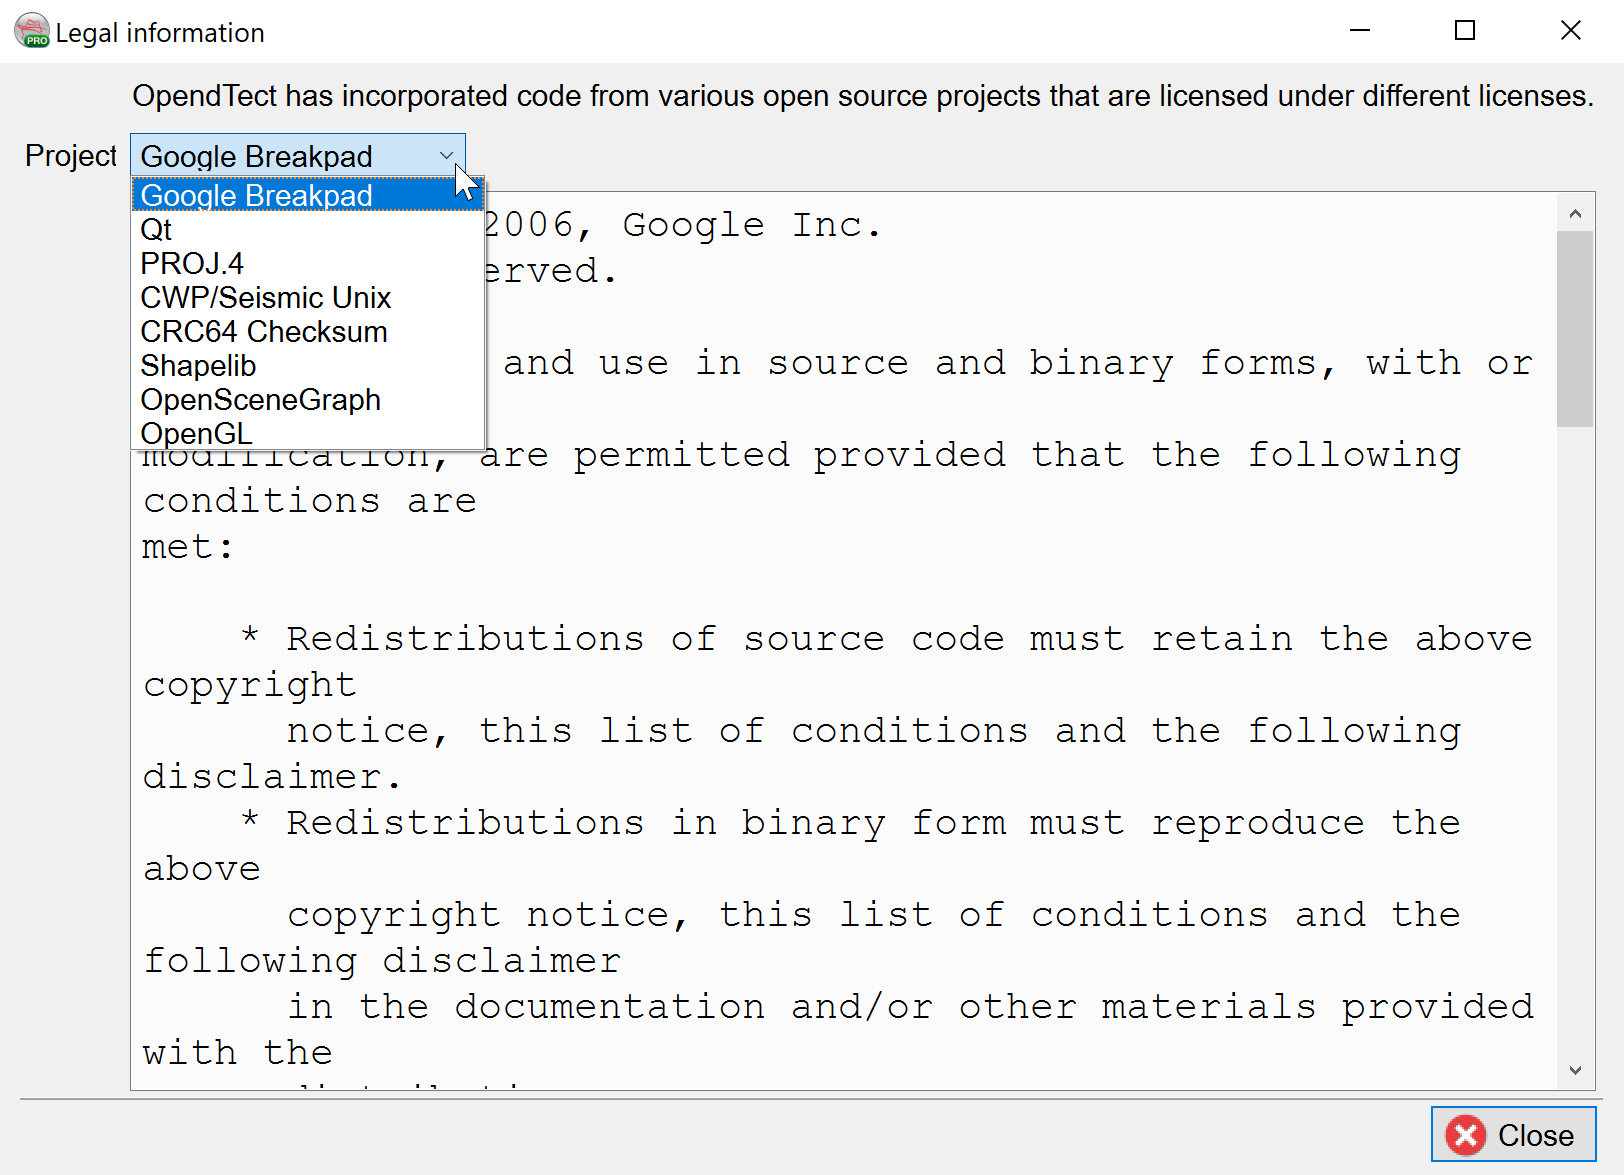 PRO Legal information
OpendTect has incorporated code from various open source projects that are licensed under different licenses.
Project Google Breakpad
Google Breakpad
Qt
PROJ.4
CWP/Seismic Unix
CRC64 Checksum
Shapelib
OpenSceneGraph
OpenGL
2006, Google Inc.
erved.
and use in source and binary forms, with or
modification, are permitted provided that the following
conditions are
met:
* Redistributions of source code must retain the above
copyright
notice, this list of conditions and the following
disclaimer.
* Redistributions in binary form must reproduce the
above
copyright notice, this list of conditions and the
following disclaimer
in the documentation and/or other materials provided
with the
Close